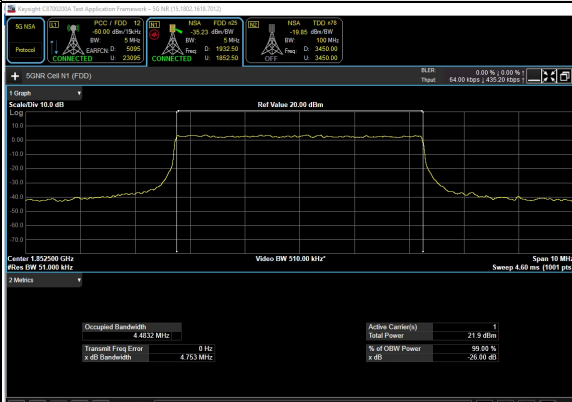 Keysight C8700200A Test Application Framework – 5G NR (15.1802.1618.7012)
5G NSA
Protocol
L1 PCC / FDD 12
-60.00 dBm/15kHz
BW: 5 MHz
EARFCN: D: 5095
CONNECTED U: 23095
N1 NSA FDD n25
-35.23 dBm/BW
BW: 5 MHz
Freq: D: 1932.50
CONNECTED U: 1852.50
N2 NSA TDD n78
-19.85 dBm/BW
BW: 100 MHz
Freq: D: 3450.00
OFF U: 3450.00
5GNR Cell N1 (FDD)
BLER: 0.00 % ↓ 0.00 % ↑
Thput: 64.00 kbps ↓ 435.20 kbps ↑
1 Graph
Scale/Div 10.0 dB
Ref Value 20.00 dBm
Log
10.0
0.00
-10.0
-20.0
-30.0
-40.0
-50.0
-60.0
-70.0
Center 1.852500 GHz
Video BW 510.00 kHz*
Span 10 MHz
#Res BW 51.000 kHz
Sweep 4.60 ms (1001 pts
2 Metrics
Occupied Bandwidth
4.4832 MHz
Transmit Freq Error 0 Hz
x dB Bandwidth 4.753 MHz
Active Carrier(s) 1
Total Power 21.9 dBm
% of OBW Power 99.00 %
x dB -26.00 dB